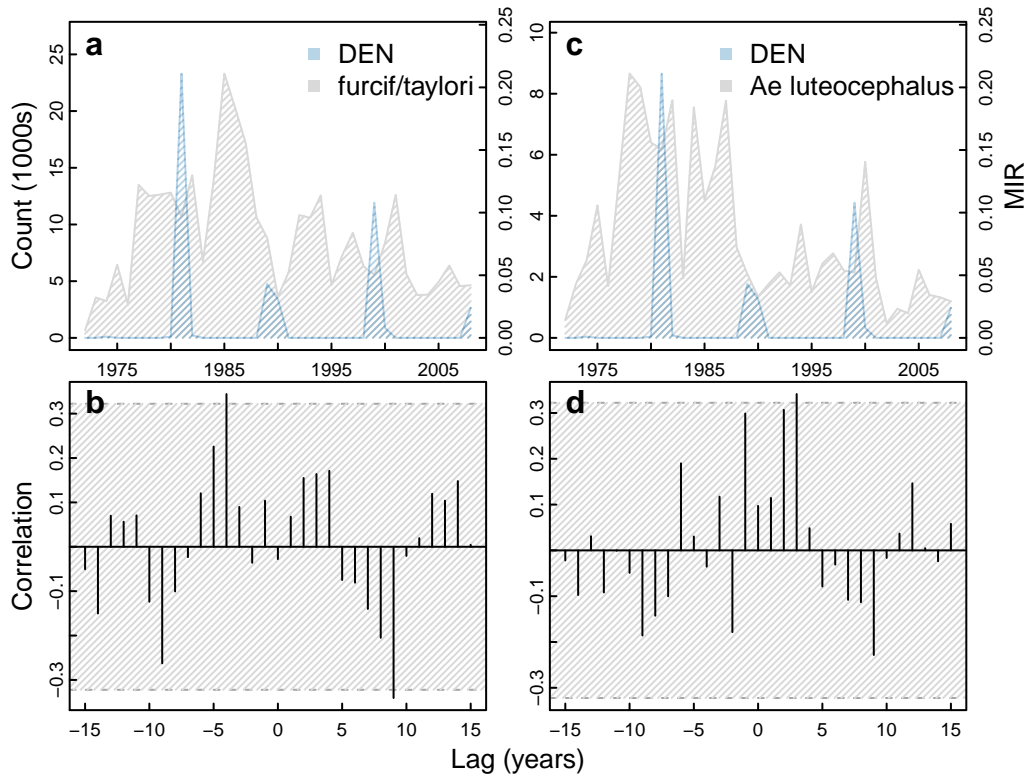 a
DEN
furcif/taylori
Count (1000s)
0 5 10 15 20 25
0.00 0.05 0.10 0.15 0.20 0.25
1975 1985 1995 2005
c
DEN
Ae luteocephalus
0 2 4 6 8 10
0.00 0.05 0.10 0.15 0.20 0.25
MIR
1975 1985 1995 2005
b
Correlation
−0.3 −0.1 0.1 0.2 0.3
−15 −10 −5 0 5 10 15
d
−0.3 −0.1 0.1 0.2 0.3
−15 −10 −5 0 5 10 15
Lag (years)